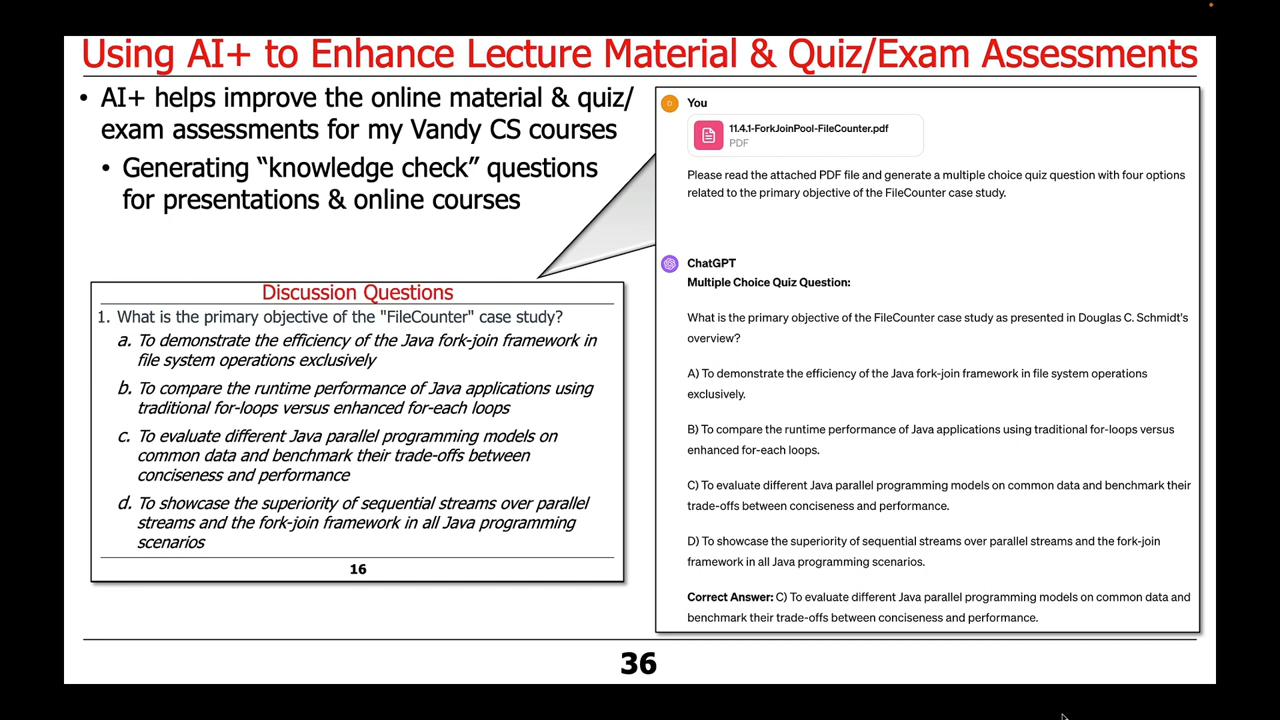 Using AI+ to Enhance Lecture Material & Quiz/Exam Assessments
• AI+ helps improve the online material & quiz/
exam assessments for my Vandy CS courses
• Generating “knowledge check” questions
for presentations & online courses
Discussion Questions
1. What is the primary objective of the "FileCounter" case study?
a. To demonstrate the efficiency of the Java fork-join framework in
file system operations exclusively
b. To compare the runtime performance of Java applications using
traditional for-loops versus enhanced for-each loops
c. To evaluate different Java parallel programming models on
common data and benchmark their trade-offs between
conciseness and performance
d. To showcase the superiority of sequential streams over parallel
streams and the fork-join framework in all Java programming
scenarios
16
D
You
11.4.1-ForkJoinPool-FileCounter.pdf
PDF
Please read the attached PDF file and generate a multiple choice quiz question with four options
related to the primary objective of the FileCounter case study.
ChatGPT
Multiple Choice Quiz Question:
What is the primary objective of the FileCounter case study as presented in Douglas C. Schmidt's
overview?
A) To demonstrate the efficiency of the Java fork-join framework in file system operations
exclusively.
B) To compare the runtime performance of Java applications using traditional for-loops versus
enhanced for-each loops.
C) To evaluate different Java parallel programming models on common data and benchmark their
trade-offs between conciseness and performance.
D) To showcase the superiority of sequential streams over parallel streams and the fork-join
framework in all Java programming scenarios.
Correct Answer: C) To evaluate different Java parallel programming models on common data and
benchmark their trade-offs between conciseness and performance.
36